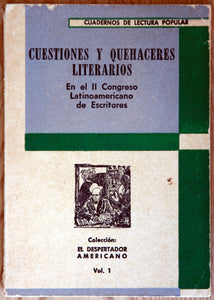 CUADERNOS DE LECTURA POPULAR
CUESTIONES Y QUEHACERES
LITERARIOS
En el II Congreso
Latinoamericano
de Escritores
Colección:
EL DESPERTADOR
AMERICANO
Vol. 1